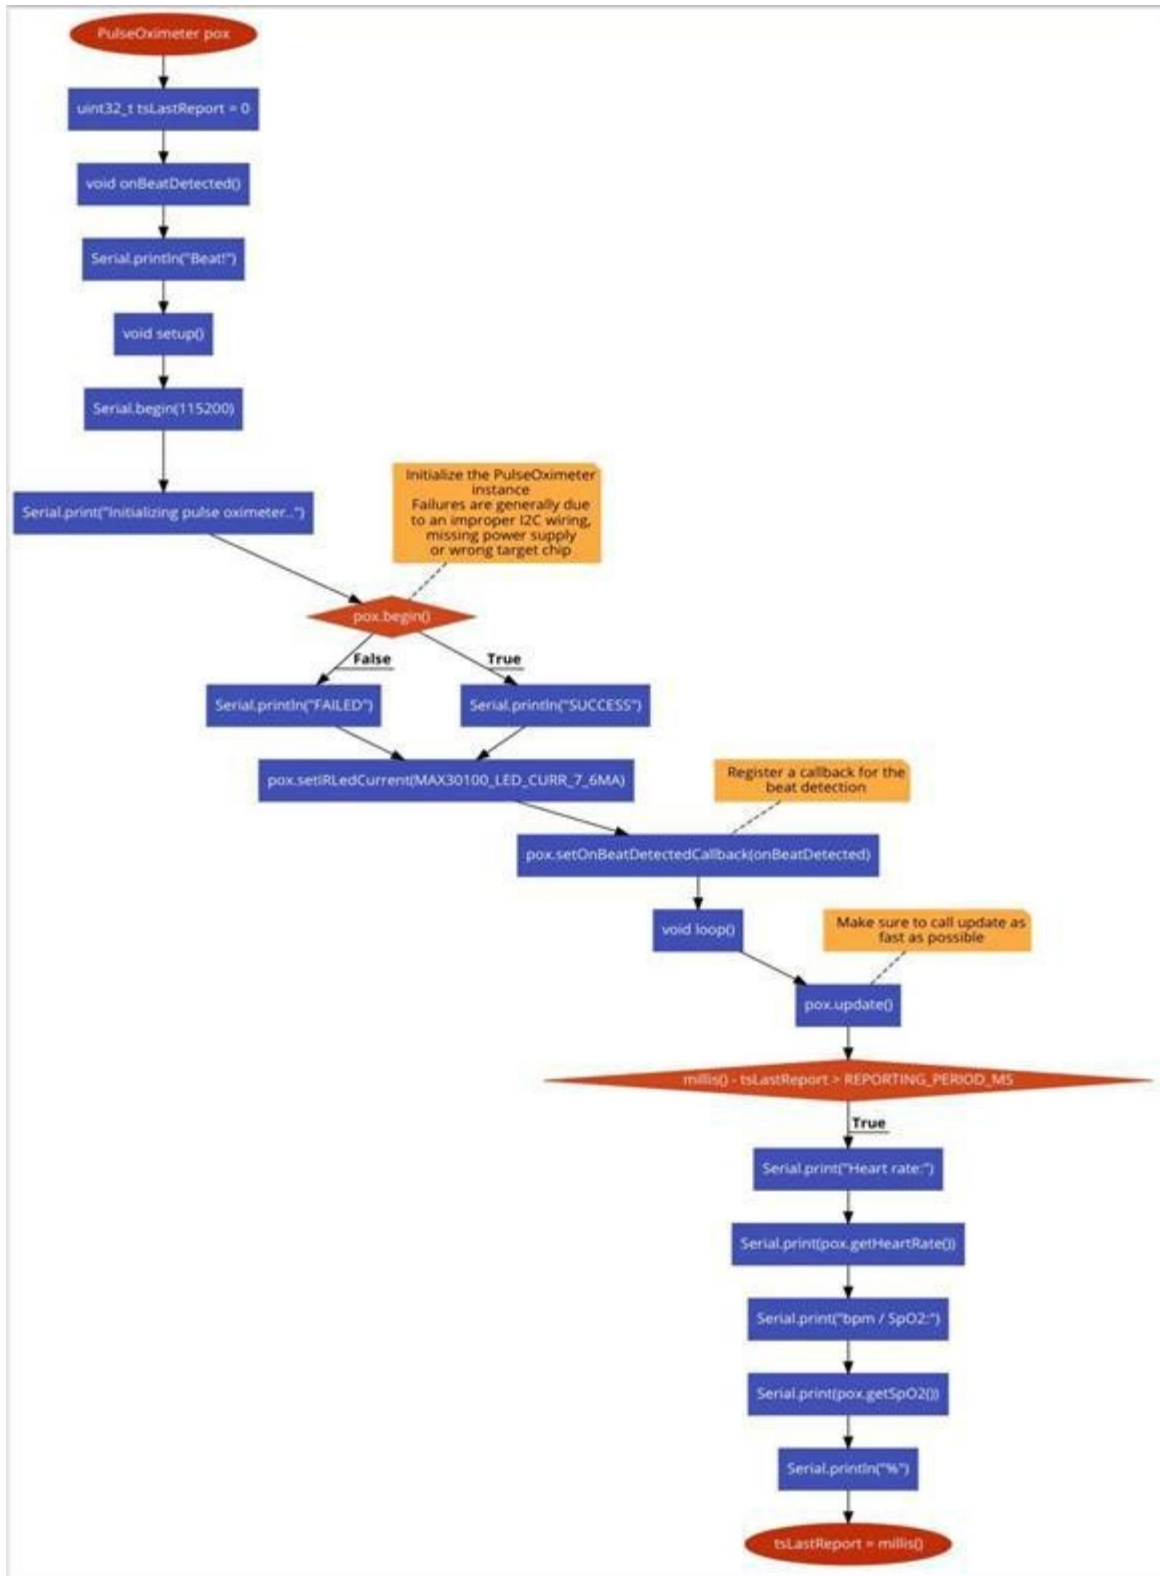 PulseOximeter pox
uint32_t tsLastReport = 0
void onBeatDetected()
Serial.println("Beat!")
void setup()
Serial.begin(115200)
Serial.print("Initializing pulse oximeter..")
Initialize the PulseOximeter
instance
Failures are generally due
to an improper I2C wiring,
missing power supply
or wrong target chip
pox.begin()
False
True
Serial.println("FAILED")
Serial.println("SUCCESS")
pox.setIRLedCurrent(MAX30100_LED_CURR_7_6MA)
Register a callback for the
beat detection
pox.setOnBeatDetectedCallback(onBeatDetected)
void loop()
Make sure to call update as
fast as possible
pox.update()
millis() - tsLastReport > REPORTING_PERIOD_MS
True
Serial.print("Heart rate:")
Serial.print(pox.getHeartRate())
Serial.print("bpm / SpO2:")
Serial.print(pox.getSpO2())
Serial.println("%")
tsLastReport = millis()